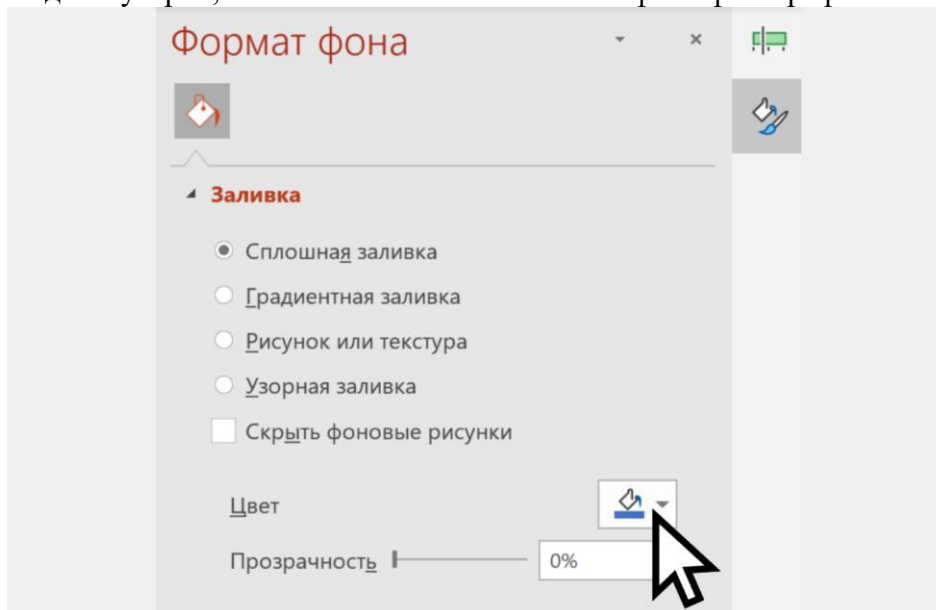 Формат фона
Заливка
Сплошная заливка
Градиентная заливка
Рисунок или текстура
Узорная заливка
Скрыть фоновые рисунки
Цвет
Прозрачность 0%